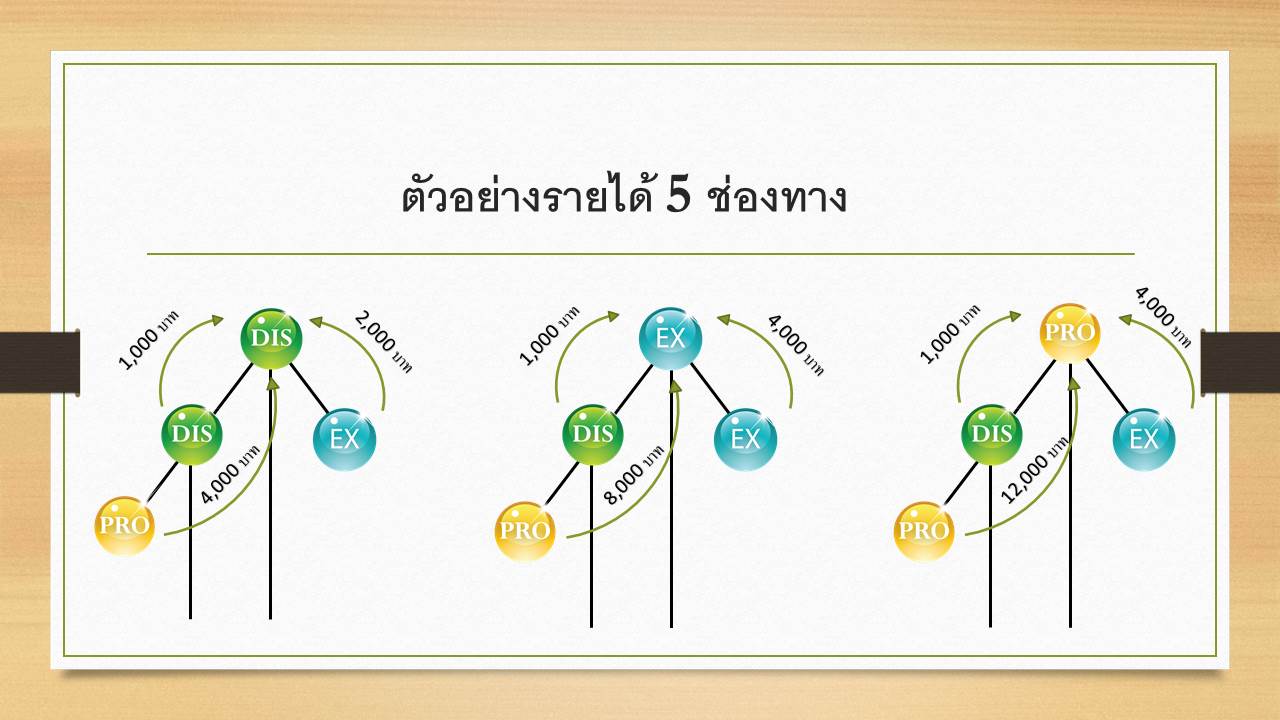 ตัวอย่างรายได้ 5 ช่องทาง
1,000 บาท
DIS
2,000 บาท
DIS
EX
4,000 บาท
PRO
1,000 บาท
EX
4,000 บาท
DIS
EX
8,000 บาท
PRO
1,000 บาท
PRO
4,000 บาท
DIS
EX
12,000 บาท
PRO